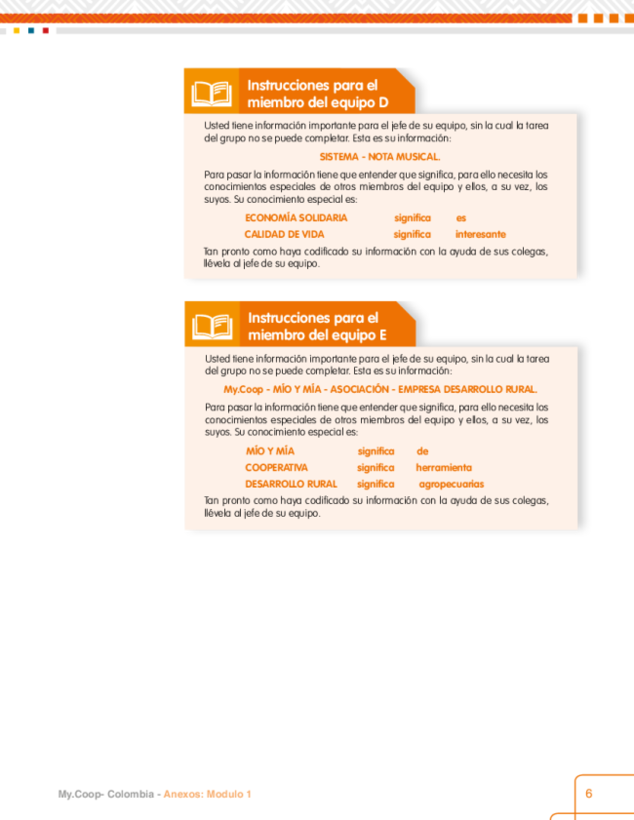 Instrucciones para el
miembro del equipo D
Usted tiene información importante para el jefe de su equipo, sin la cual la tarea
del grupo no se puede completar. Esta es su información:
SISTEMA - NOTA MUSICAL.
Para pasar la información tiene que entender que significa, para ello necesita los
conocimientos especiales de otros miembros del equipo y ellos, a su vez, los
suyos. Su conocimiento especial es:
ECONOMÍA SOLIDARIA significa es
CALIDAD DE VIDA significa interesante
Tan pronto como haya codificado su información con la ayuda de sus colegas,
llévela al jefe de su equipo.
Instrucciones para el
miembro del equipo E
Usted tiene información importante para el jefe de su equipo, sin la cual la tarea
del grupo no se puede completar. Esta es su información:
My.Coop - MÍO Y MÍA - ASOCIACIÓN - EMPRESA DESARROLLO RURAL.
Para pasar la información tiene que entender que significa, para ello necesita los
conocimientos especiales de otros miembros del equipo y ellos, a su vez, los
suyos. Su conocimiento especial es:
MÍO Y MÍA significa de
COOPERATIVA significa herramienta
DESARROLLO RURAL significa agropecuarias
Tan pronto como haya codificado su información con la ayuda de sus colegas,
llévela al jefe de su equipo.
My.Coop- Colombia - Anexos: Modulo 1
6